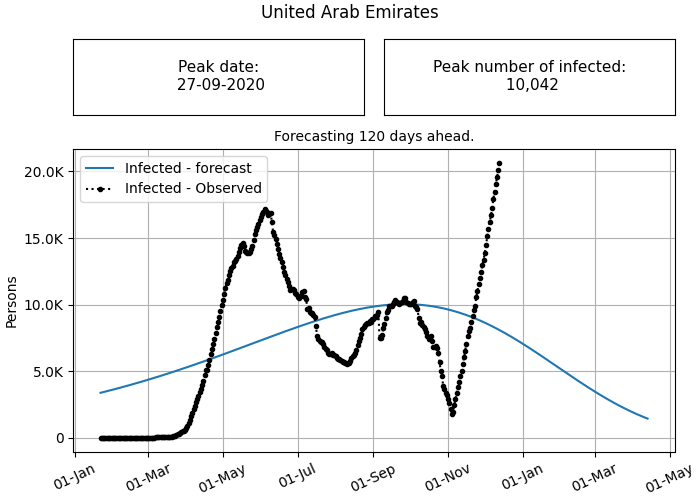 United Arab Emirates
Peak date:
27-09-2020
Peak number of infected:
10,042
Forecasting 120 days ahead.
Infected - forecast
Infected - Observed
20.0K
15.0K
10.0K
5.0K
0
Persons
01-Jan
01-Mar
01-May
01-Jul
01-Sep
01-Nov
01-Jan
01-Mar
01-May